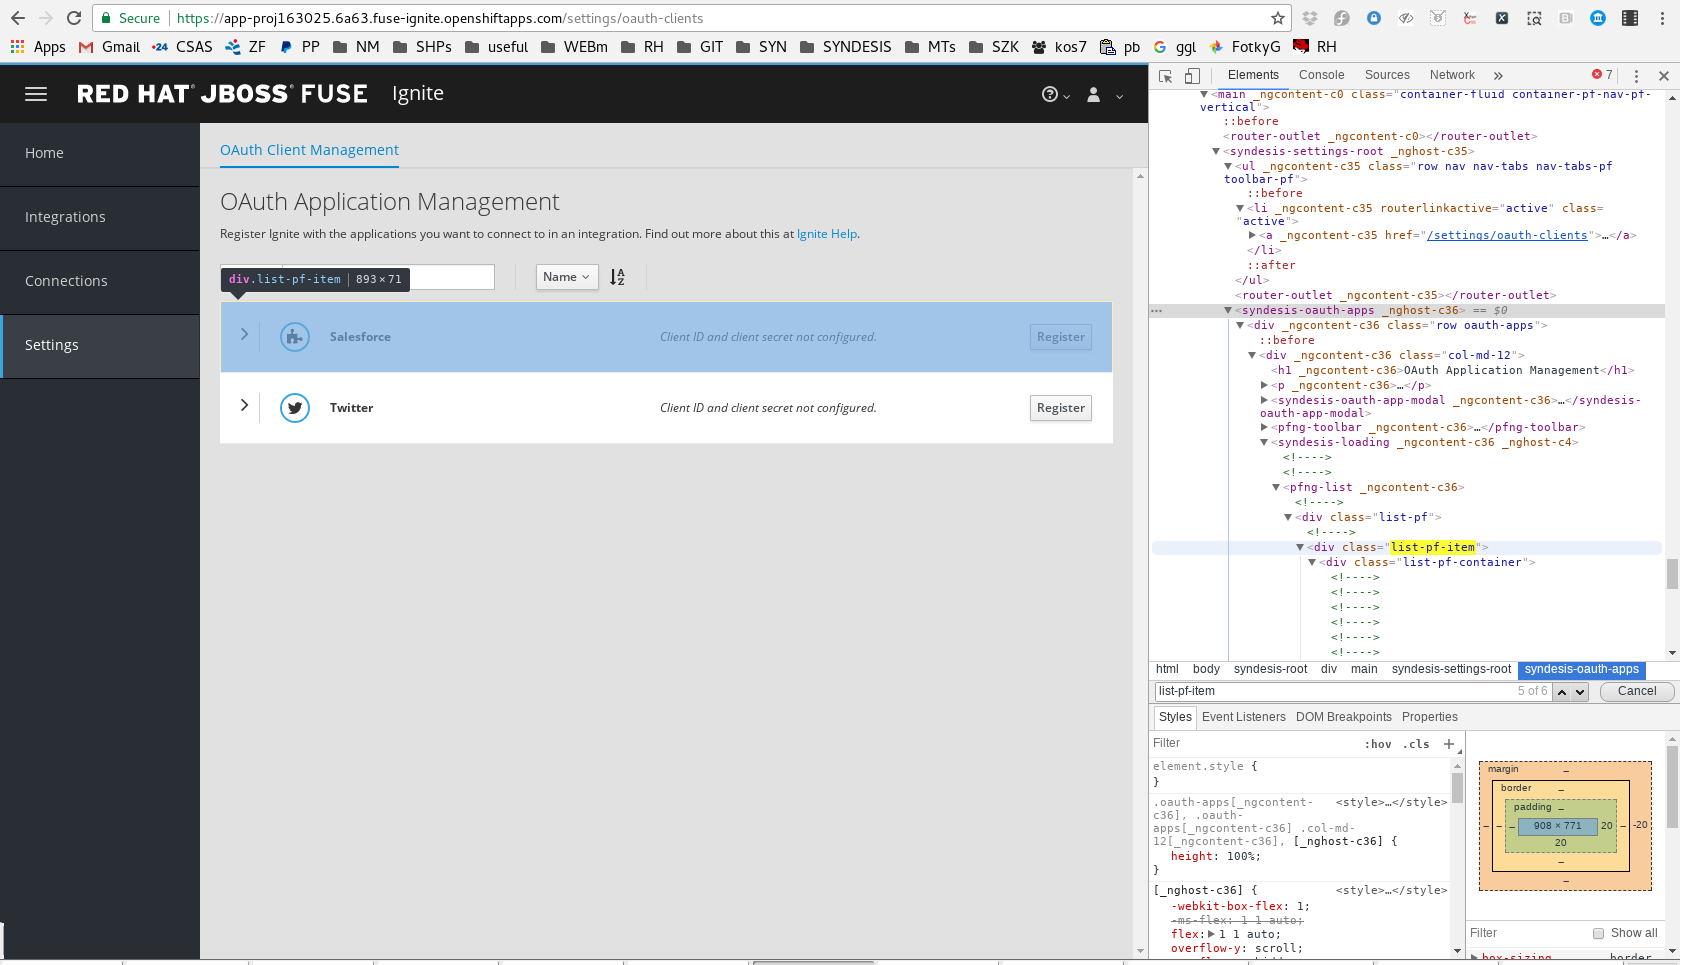 Secure https://app-proj163025.6a63.fuse-ignite.openshiftapps.com/settings/oauth-clients
Apps Gmail CSAS ZF PP NM SHPs useful WEBm RH GIT SYN SYNDESIS MTs SZK kos7 pb ggl FotkyG RH
RED HAT JBOSS FUSE Ignite
Home
Integrations
Connections
Settings
OAuth Client Management
OAuth Application Management
Register Ignite with the applications you want to connect to in an integration. Find out more about this at Ignite Help.
div.list-pf-item | 893×71
Name
Salesforce Client ID and client secret not configured. Register
Twitter Client ID and client secret not configured. Register
Elements Console Sources Network » 7
<main _ngcontent-c0 class="container-fluid container-pf-nav-pf-
vertical">
::before
<router-outlet _ngcontent-c0></router-outlet>
<syndesis-settings-root _nghost-c35>
<ul _ngcontent-c35 class="row nav nav-tabs nav-tabs-pf
toolbar-pf">
::before
<li _ngcontent-c35 routerlinkactive="active" class=
"active">
<a _ngcontent-c35 href="/settings/oauth-clients">…</a>
</li>
::after
</ul>
<router-outlet _ngcontent-c35></router-outlet>
<syndesis-oauth-apps _nghost-c36> == $0
<div _ngcontent-c36 class="row oauth-apps">
::before
<div _ngcontent-c36 class="col-md-12">
<h1 _ngcontent-c36>OAuth Application Management</h1>
<p _ngcontent-c36>…</p>
<syndesis-oauth-app-modal _ngcontent-c36>…</syndesis-
oauth-app-modal>
<pfng-toolbar _ngcontent-c36>…</pfng-toolbar>
<syndesis-loading _ngcontent-c36 _nghost-c4>
<!---->
<!---->
<pfng-list _ngcontent-c36>
<!---->
<div class="list-pf">
<!---->
<div class="list-pf-item">
<div class="list-pf-container">
<!---->
<!---->
<!---->
<!---->
<!---->
<!---->
html body syndesis-root div main syndesis-settings-root syndesis-oauth-apps
list-pf-item 5 of 6 Cancel
Styles Event Listeners DOM Breakpoints Properties
Filter :hov .cls +
element.style {
}
.oauth-apps[_ngcontent- <style>…</style>
c36], .oauth-
apps[_ngcontent-c36] .col-md-
12[_ngcontent-c36], [_nghost-c36] {
height: 100%;
}
[_nghost-c36] { <style>…</style>
-webkit-box-flex: 1;
-ms-flex: 1 1 auto;
flex: 1 1 auto;
overflow-y: scroll;
margin –
border –
padding –
– – – 908 × 771 20 – -20
20
–
–
Filter Show all
box-sizing border